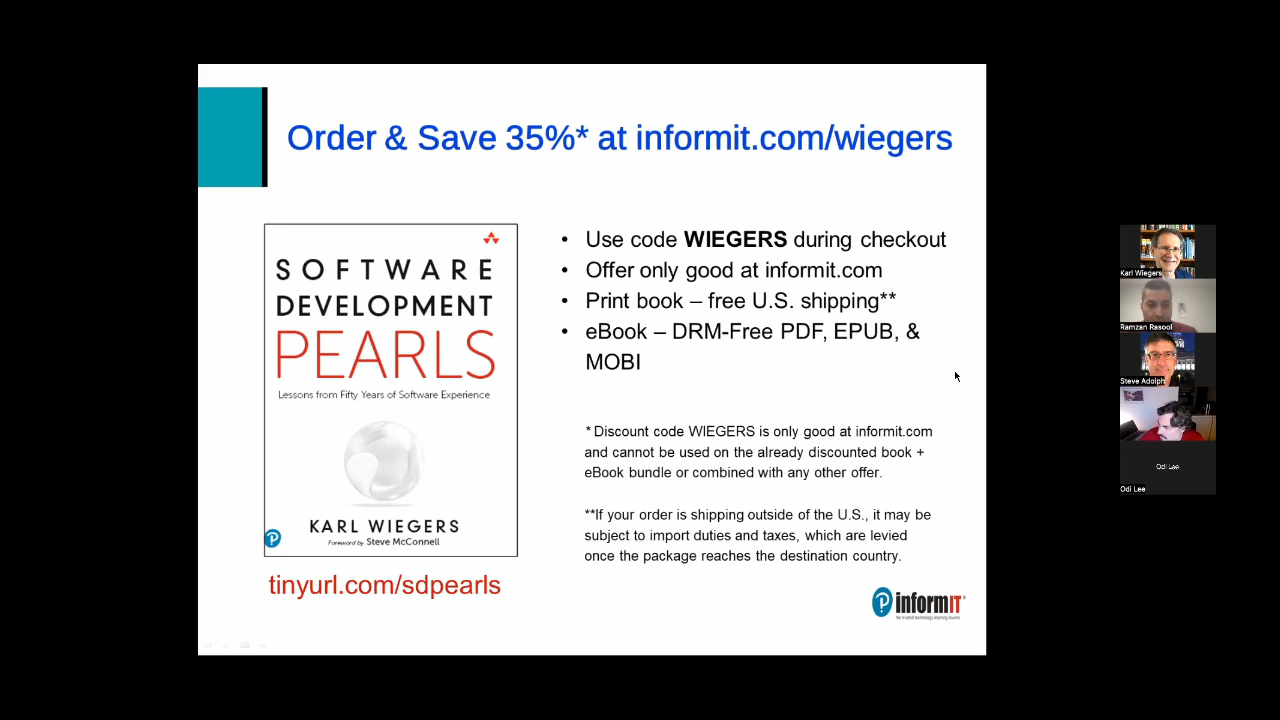 Order & Save 35%* at informit.com/wiegers
SOFTWARE
DEVELOPMENT
PEARLS
Lessons from Fifty Years of Software Experience
KARL WIEGERS
Foreword by Steve McConnell
tinyurl.com/sdpearls
• Use code WIEGERS during checkout
• Offer only good at informit.com
• Print book – free U.S. shipping**
• eBook – DRM-Free PDF, EPUB, &
MOBI
* Discount code WIEGERS is only good at informit.com
and cannot be used on the already discounted book +
eBook bundle or combined with any other offer.
**If your order is shipping outside of the U.S., it may be
subject to import duties and taxes, which are levied
once the package reaches the destination country.
P informIT
the trusted technology learning source
Karl Wiegers
Ramzan Rasool
Steve Adolph
Odi Lee
Odi Lee